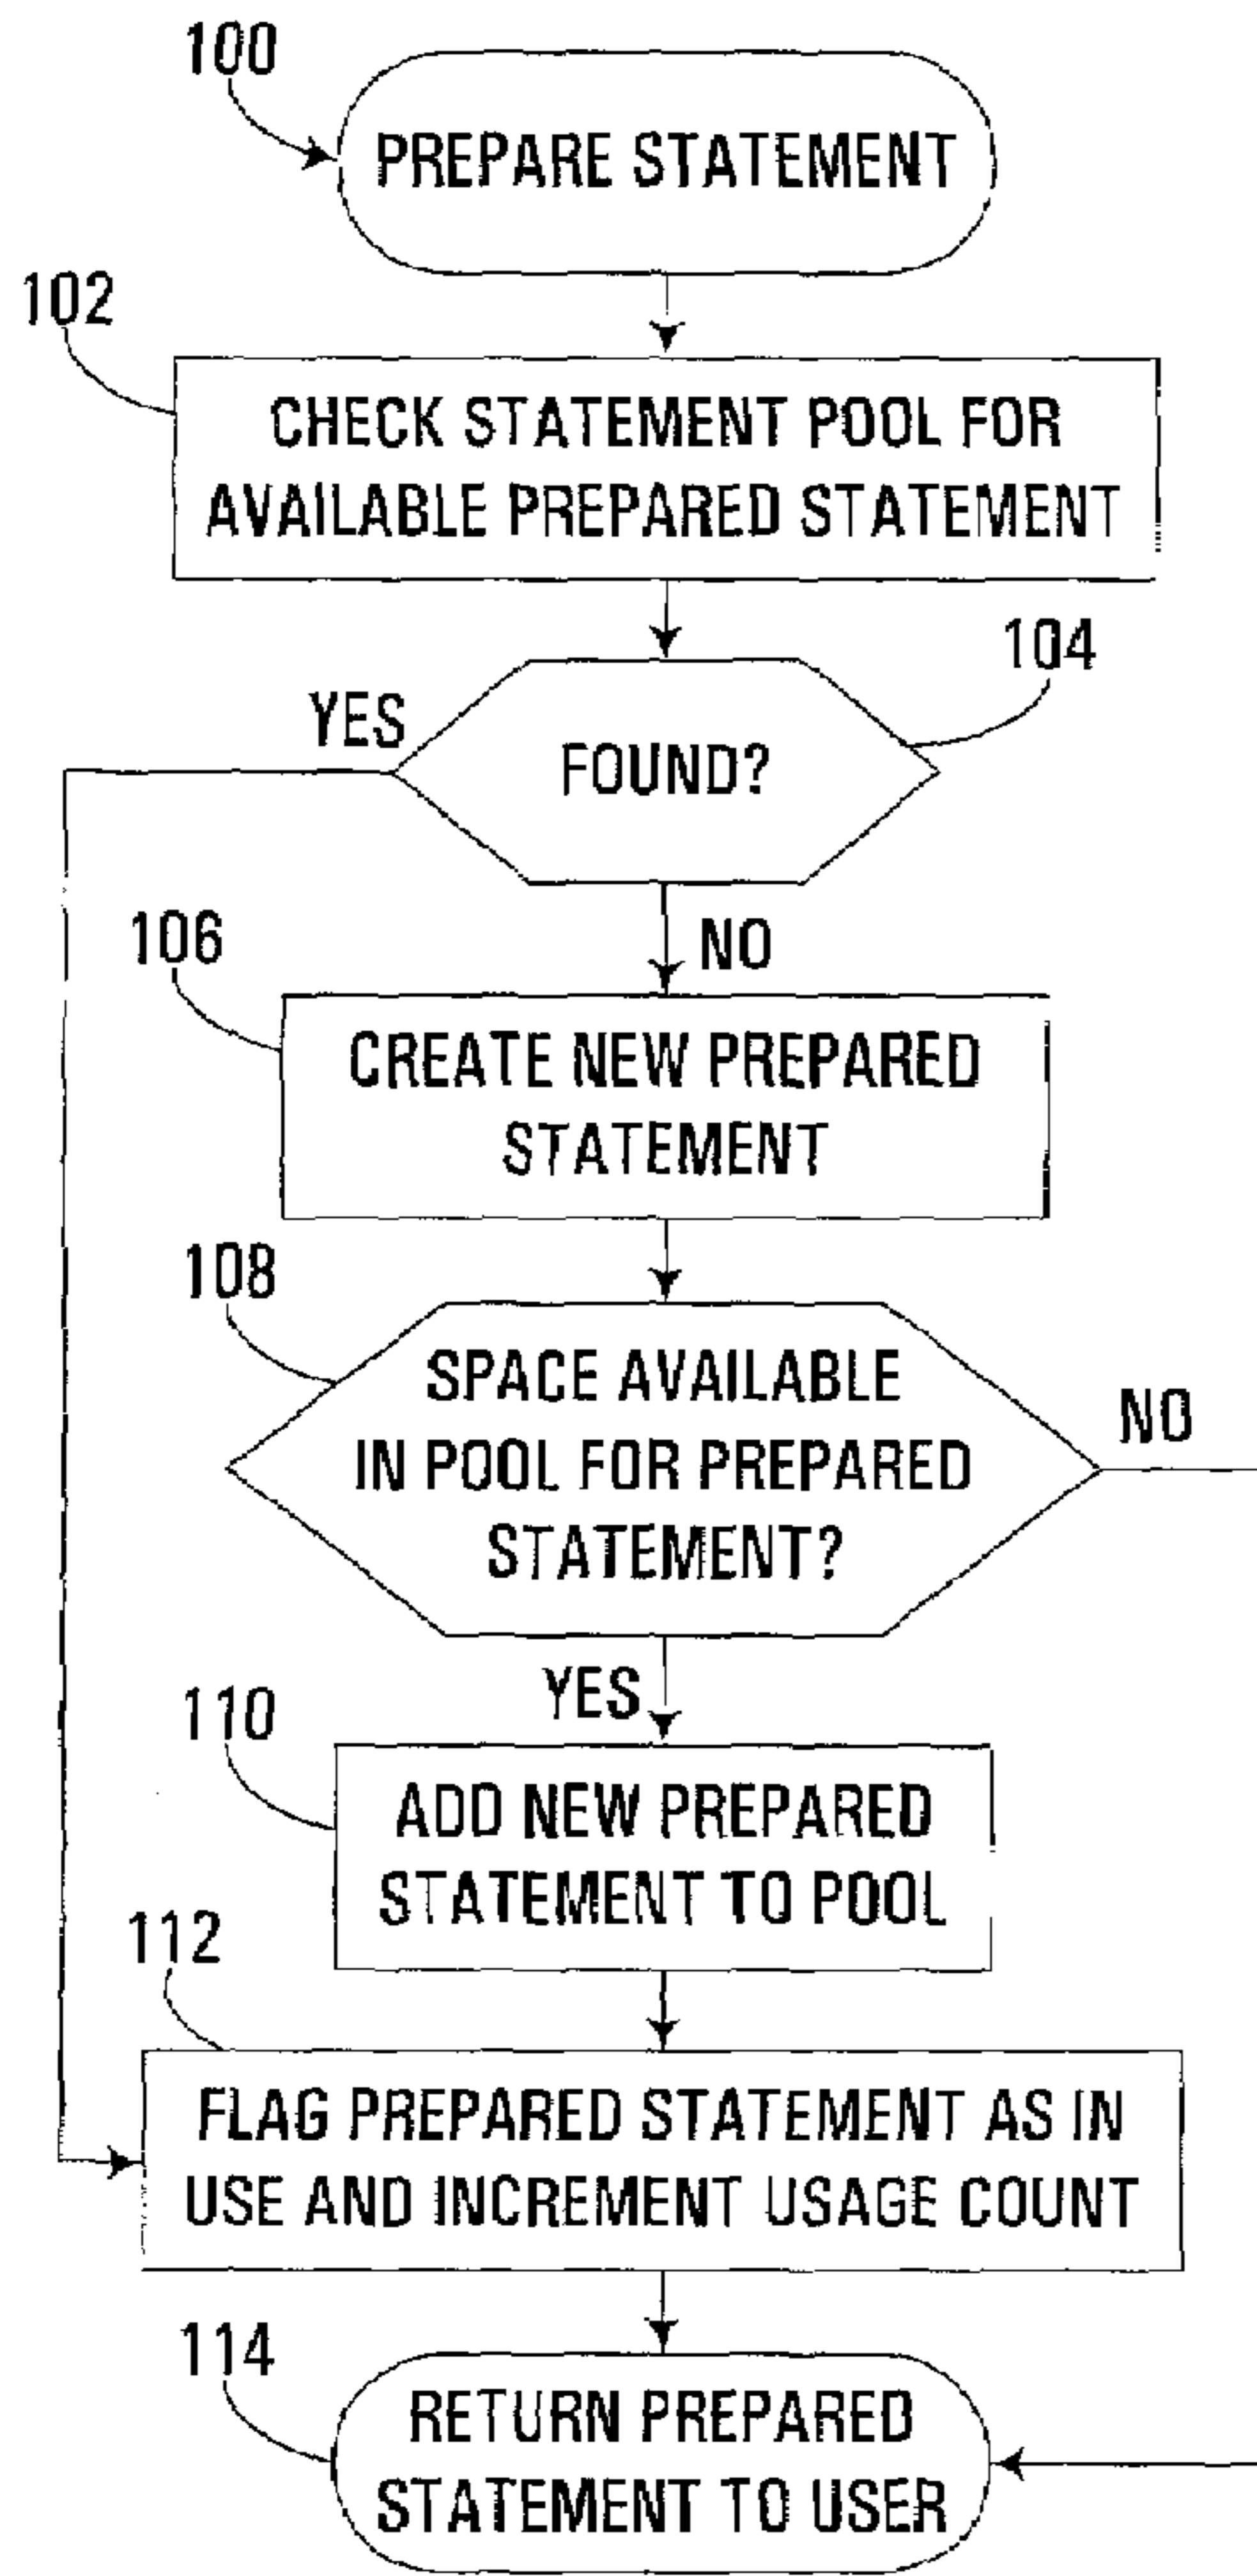 100
PREPARE STATEMENT
102
CHECK STATEMENT POOL FOR
AVAILABLE PREPARED STATEMENT
104
YES
FOUND?
NO
106
CREATE NEW PREPARED
STATEMENT
108
SPACE AVAILABLE
IN POOL FOR PREPARED
STATEMENT?
NO
YES
110
ADD NEW PREPARED
STATEMENT TO POOL
112
FLAG PREPARED STATEMENT AS IN
USE AND INCREMENT USAGE COUNT
114
RETURN PREPARED
STATEMENT TO USER